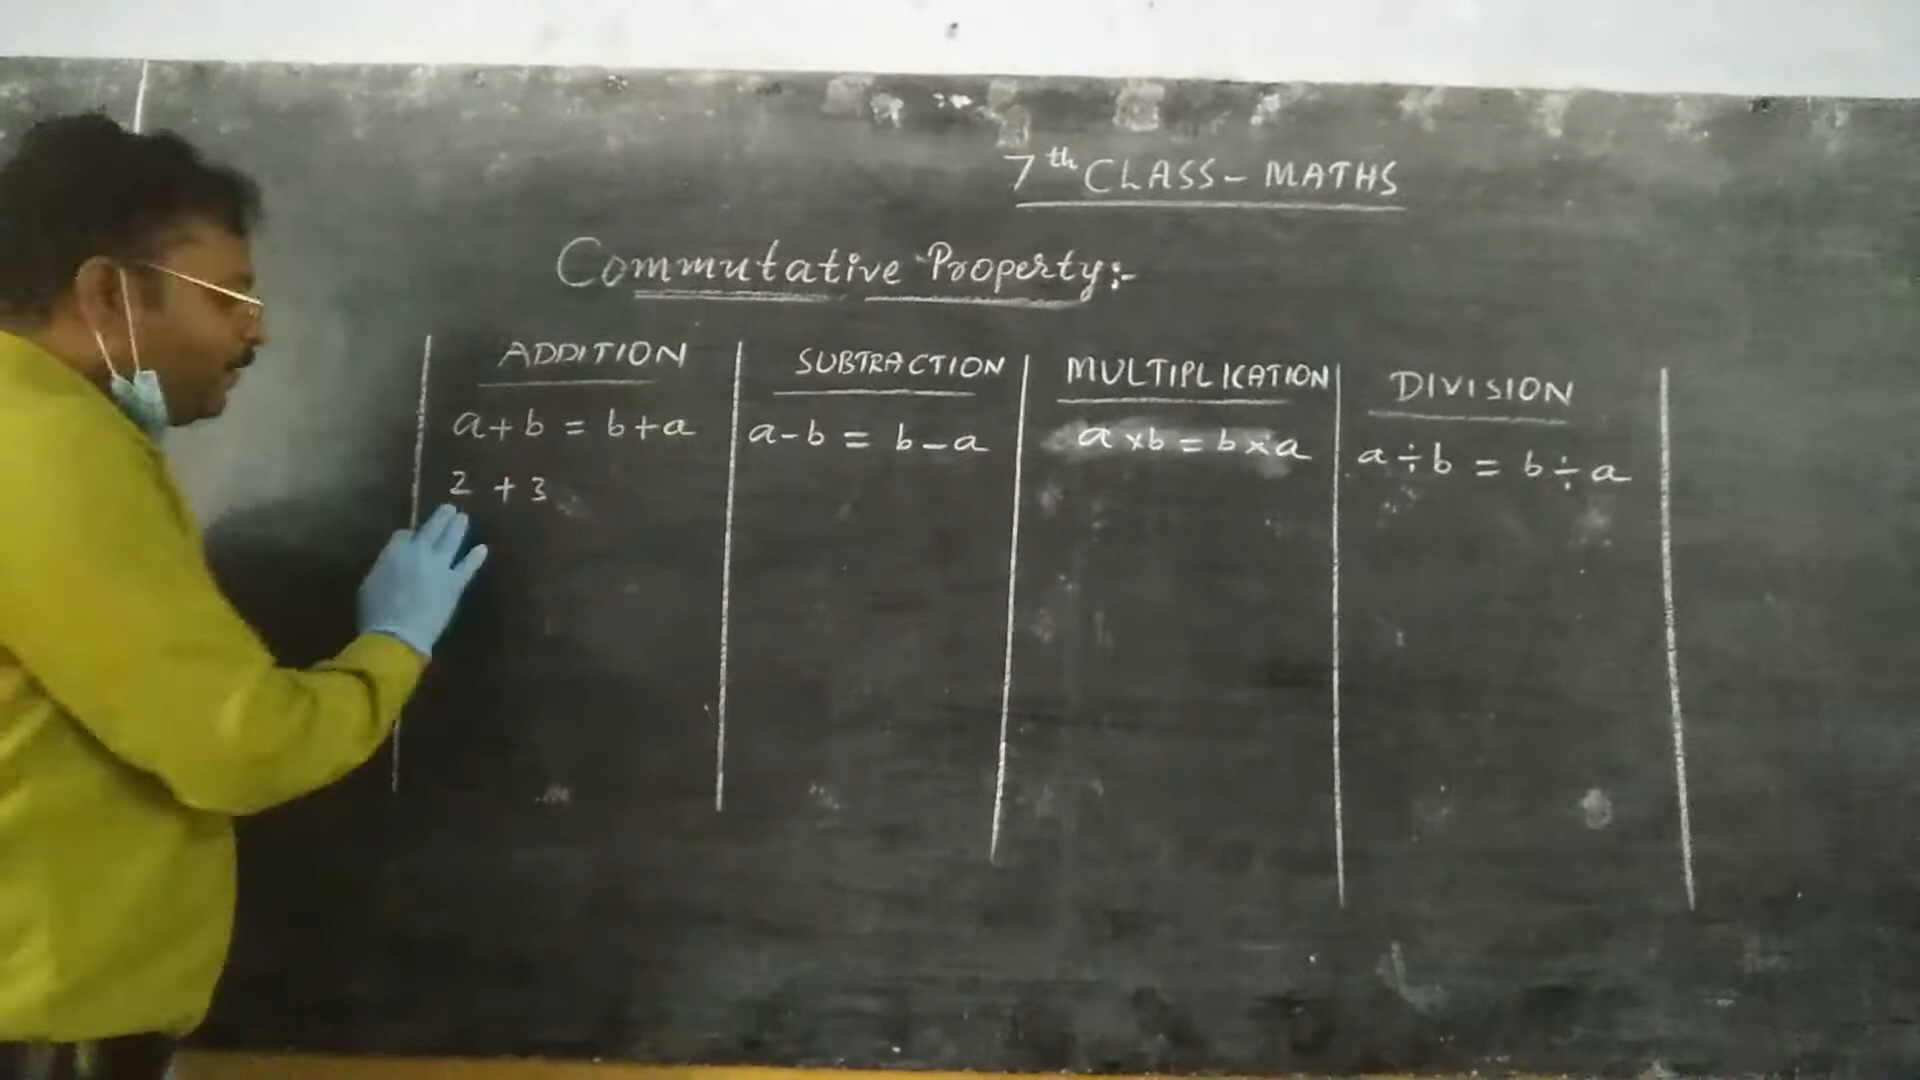 7th CLASS - MATHS
Commutative Property:-
ADDITION
a+b = b+a
2 + 3
SUBTRACTION
a-b = b-a
MULTIPLICATION
a×b = b×a
DIVISION
a÷b = b÷a